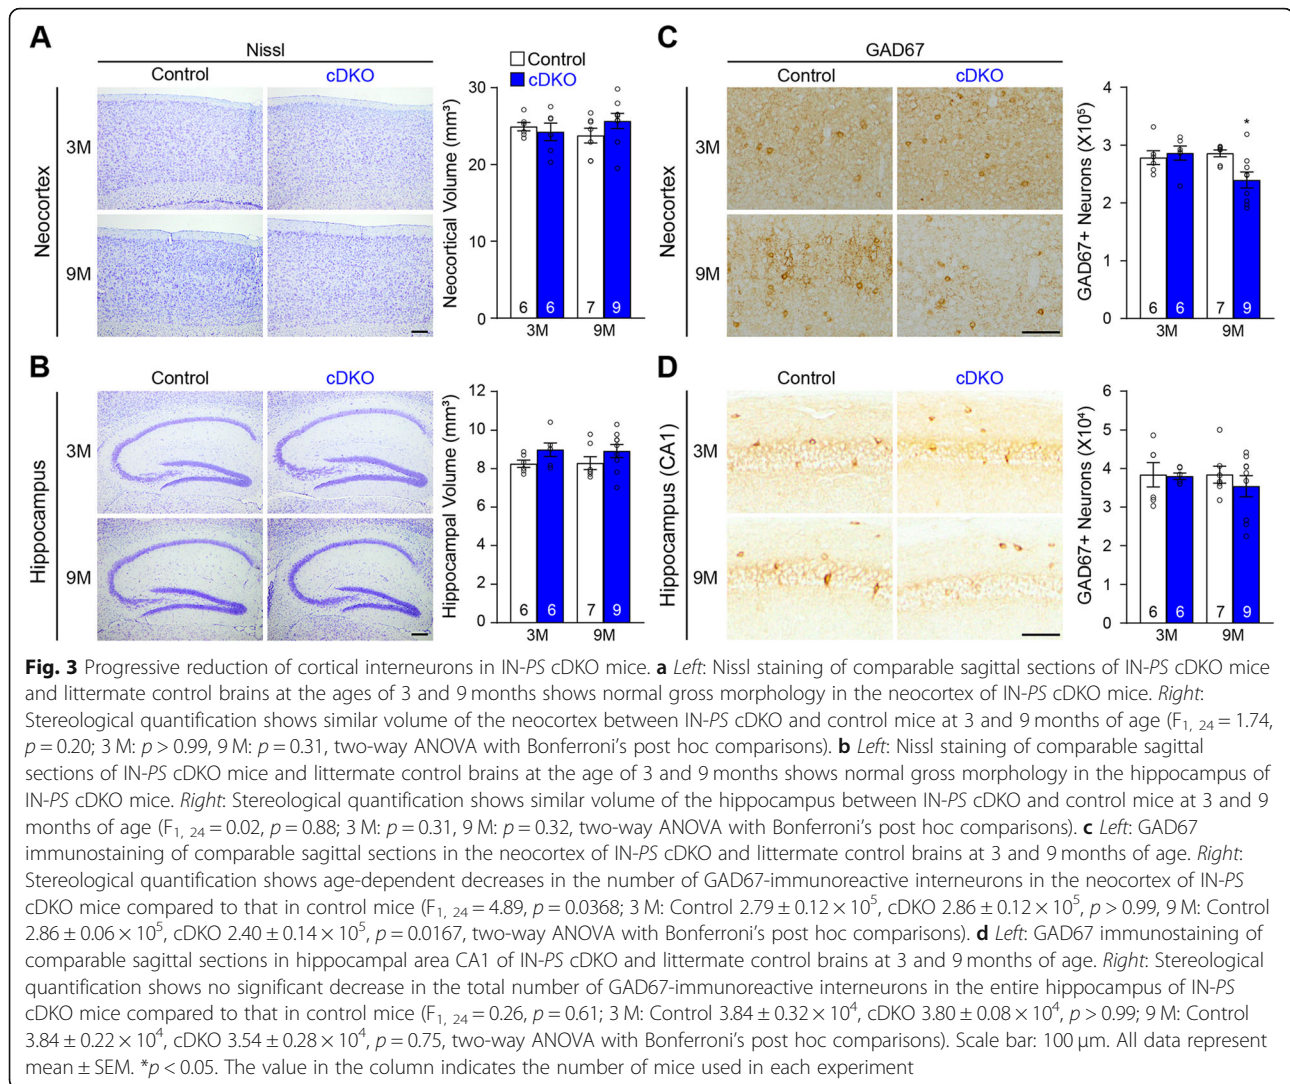 A
Nissl
Control
cDKO
Neocortex
3M
9M
Control
cDKO
Neocortical Volume (mm³)
30
20
10
0
6
6
7
9
3M
9M
C
GAD67
Control
cDKO
Neocortex
3M
9M
GAD67+ Neurons (X10⁵)
4
3
2
1
0
*
6
6
7
9
3M
9M
B
Control
cDKO
Hippocampus
3M
9M
Hippocampal Volume (mm³)
12
10
8
6
4
2
0
6
6
7
9
3M
9M
D
Control
cDKO
Hippocampus (CA1)
3M
9M
GAD67+ Neurons (X10⁴)
6
5
4
3
2
1
0
6
6
7
9
3M
9M
Fig. 3 Progressive reduction of cortical interneurons in IN-PS cDKO mice. a Left: Nissl staining of comparable sagittal sections of IN-PS cDKO mice
and littermate control brains at the ages of 3 and 9 months shows normal gross morphology in the neocortex of IN-PS cDKO mice. Right:
Stereological quantification shows similar volume of the neocortex between IN-PS cDKO and control mice at 3 and 9 months of age (F₁, ₂₄ = 1.74,
p = 0.20; 3 M: p > 0.99, 9 M: p = 0.31, two-way ANOVA with Bonferroni's post hoc comparisons). b Left: Nissl staining of comparable sagittal
sections of IN-PS cDKO mice and littermate control brains at the age of 3 and 9 months shows normal gross morphology in the hippocampus of
IN-PS cDKO mice. Right: Stereological quantification shows similar volume of the hippocampus between IN-PS cDKO and control mice at 3 and 9
months of age (F₁, ₂₄ = 0.02, p = 0.88; 3 M: p = 0.31, 9 M: p = 0.32, two-way ANOVA with Bonferroni's post hoc comparisons). c Left: GAD67
immunostaining of comparable sagittal sections in the neocortex of IN-PS cDKO and littermate control brains at 3 and 9 months of age. Right:
Stereological quantification shows age-dependent decreases in the number of GAD67-immunoreactive interneurons in the neocortex of IN-PS
cDKO mice compared to that in control mice (F₁, ₂₄ = 4.89, p = 0.0368; 3 M: Control 2.79 ± 0.12 × 10⁵, cDKO 2.86 ± 0.12 × 10⁵, p > 0.99, 9 M: Control
2.86 ± 0.06 × 10⁵, cDKO 2.40 ± 0.14 × 10⁵, p = 0.0167, two-way ANOVA with Bonferroni's post hoc comparisons). d Left: GAD67 immunostaining of
comparable sagittal sections in hippocampal area CA1 of IN-PS cDKO and littermate control brains at 3 and 9 months of age. Right: Stereological
quantification shows no significant decrease in the total number of GAD67-immunoreactive interneurons in the entire hippocampus of IN-PS
cDKO mice compared to that in control mice (F₁, ₂₄ = 0.26, p = 0.61; 3 M: Control 3.84 ± 0.32 × 10⁴, cDKO 3.80 ± 0.08 × 10⁴, p > 0.99; 9 M: Control
3.84 ± 0.22 × 10⁴, cDKO 3.54 ± 0.28 × 10⁴, p = 0.75, two-way ANOVA with Bonferroni's post hoc comparisons). Scale bar: 100 μm. All data represent
mean ± SEM. *p < 0.05. The value in the column indicates the number of mice used in each experiment